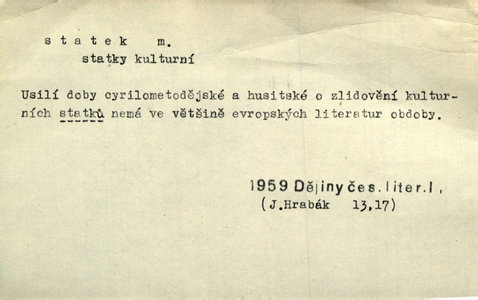 statek m.
statky kulturní
Usilí doby cyrilometodějské a husitské o zlidovění kultur-
ních statků nemá ve většině evropských literatur obdoby.
1959 Dějiny čes. liter.I.
(J.Hrabák 13,17)